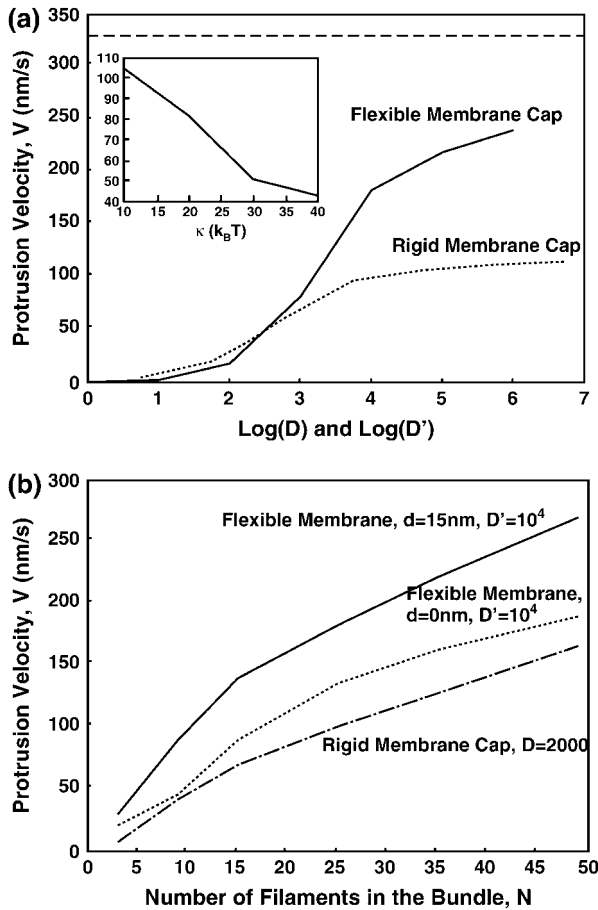 (a)
350
300
250
200
150
100
50
0
Protrusion Velocity, V (nm/s)
110
100
90
80
70
60
50
40
10 15 20 25 30 35 40
κ (kBT)
Flexible Membrane Cap
Rigid Membrane Cap
0 1 2 3 4 5 6 7
Log(D) and Log(D')
(b)
300
250
200
150
100
50
0
Protrusion Velocity, V (nm/s)
Flexible Membrane, d=15nm, D'=10^4
Flexible Membrane,
d=0nm, D'=10^4
Rigid Membrane Cap, D=2000
0 5 10 15 20 25 30 35 40 45 50
Number of Filaments in the Bundle, N